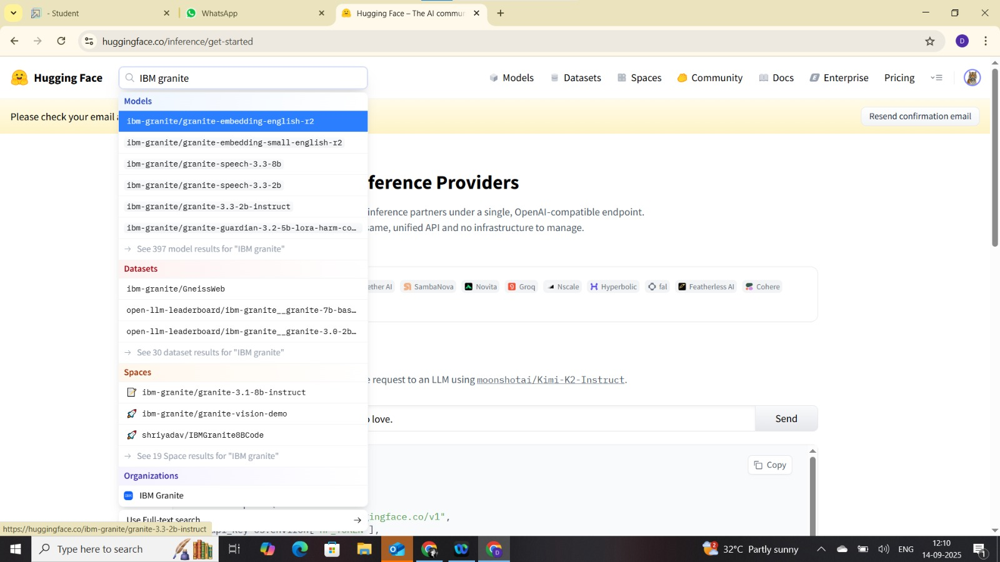 - Student
WhatsApp
Hugging Face – The AI commun
huggingface.co/inference/get-started
D
Hugging Face
IBM granite
Models
Datasets
Spaces
Community
Docs
Enterprise
Pricing
Please check your email a
Resend confirmation email
Models
ibm-granite/granite-embedding-english-r2
ibm-granite/granite-embedding-small-english-r2
ibm-granite/granite-speech-3.3-8b
ibm-granite/granite-speech-3.3-2b
ibm-granite/granite-3.3-2b-instruct
ibm-granite/granite-guardian-3.2-5b-lora-harm-co…
→ See 397 model results for "IBM granite"
Datasets
ibm-granite/GneissWeb
open-llm-leaderboard/ibm-granite__granite-7b-bas…
open-llm-leaderboard/ibm-granite__granite-3.0-2b…
→ See 30 dataset results for "IBM granite"
Spaces
ibm-granite/granite-3.1-8b-instruct
ibm-granite/granite-vision-demo
shriyadav/IBMGranite8BCode
→ See 19 Space results for "IBM granite"
Organizations
IBM Granite
Use Full-text search →
ference Providers
inference partners under a single, OpenAI-compatible endpoint.
same, unified API and no infrastructure to manage.
ether AI
SambaNova
Novita
Groq
Nscale
Hyperbolic
fal
Featherless AI
Cohere
e request to an LLM using moonshotai/Kimi-K2-Instruct.
o love.
Send
Copy
gingface.co/v1",
],
https://huggingface.co/ibm-granite/granite-3.3-2b-instruct
Type here to search
D
2
32°C Partly sunny
ENG
12:10
14-09-2025
1